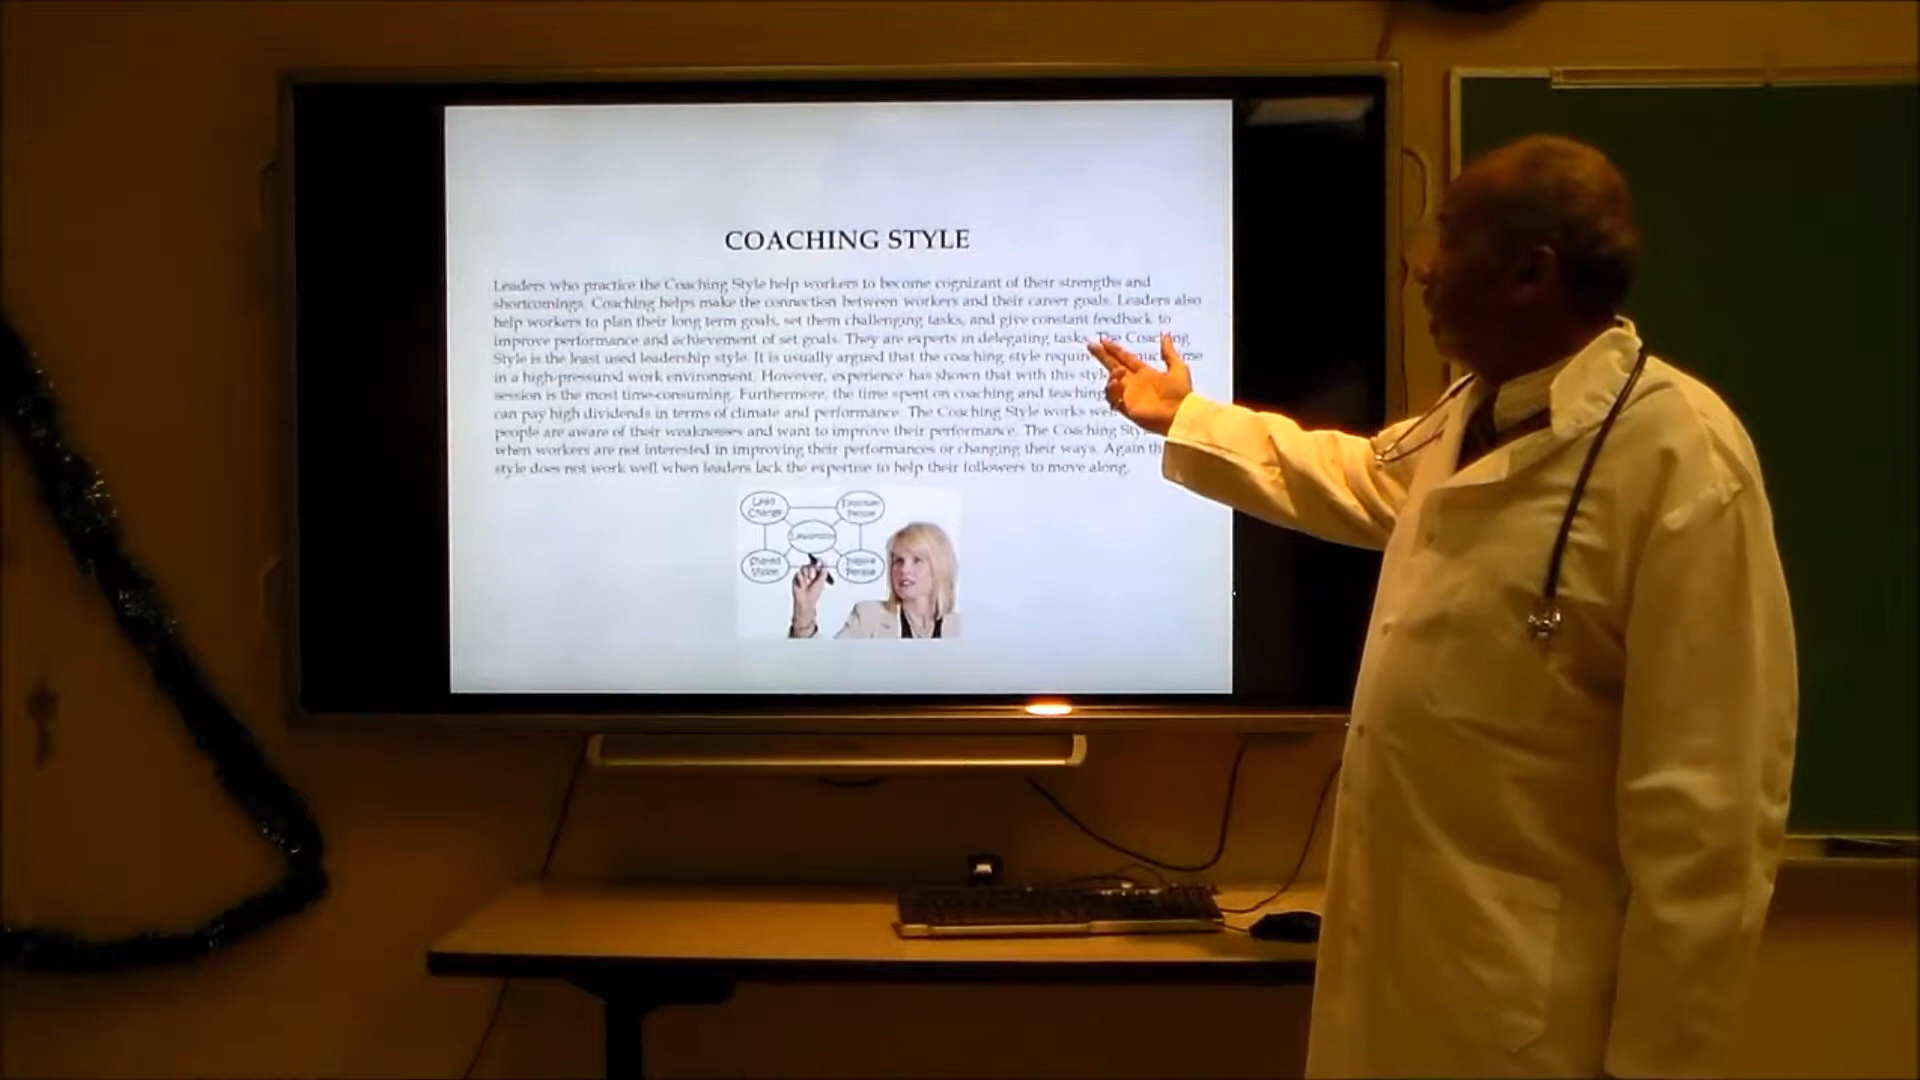 COACHING STYLE
Leaders who practice the Coaching Style help workers to become cognizant of their strengths and
shortcomings. Coaching helps make the connection between workers and their career goals. Leaders also
help workers to plan their long term goals, set them challenging tasks, and give constant feedback to
improve performance and achievement of set goals. They are experts in delegating tasks. The Coaching
Style is the least used leadership style. It is usually argued that the coaching style
in a high-pressured work environment. However, experience has shown that with this
session is the most time-consuming. Furthermore, the time spent on coaching and teaching
can pay high dividends in terms of climate and performance. The Coaching Style works
people are aware of their weaknesses and want to improve their performance. The Coaching
when workers are not interested in improving their performances or changing their ways. Again
style does not work well when leaders lack the expertise to help their followers to move along.
Lead
Change
People
Shared
Vision
Inspire
People